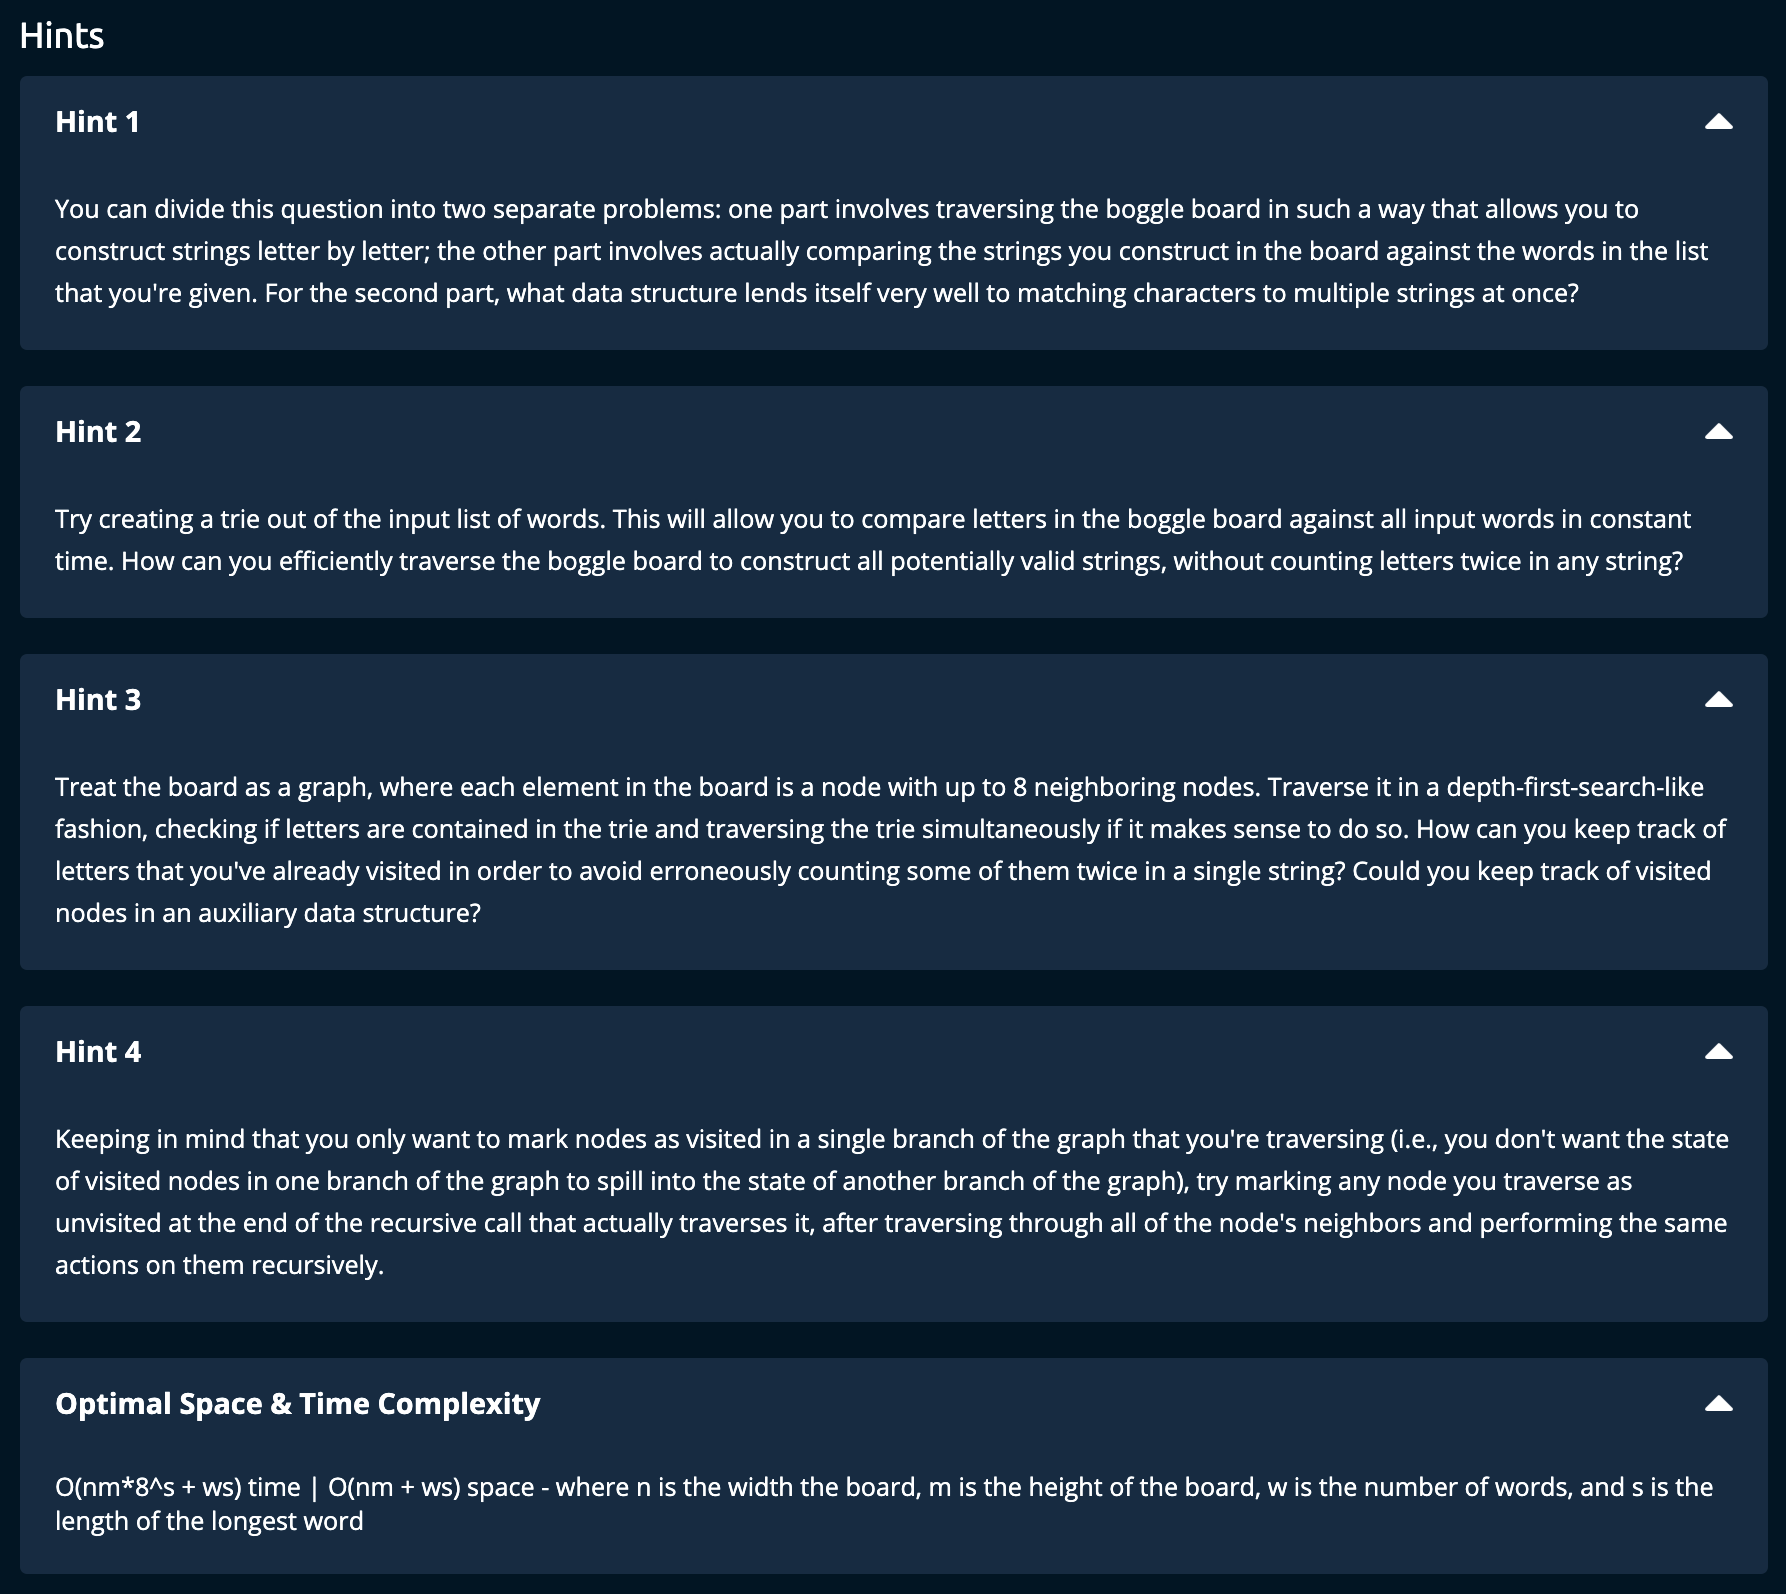 Hints
Hint 1
You can divide this question into two separate problems: one part involves traversing the boggle board in such a way that allows you to
construct strings letter by letter; the other part involves actually comparing the strings you construct in the board against the words in the list
that you're given. For the second part, what data structure lends itself very well to matching characters to multiple strings at once?
Hint 2
Try creating a trie out of the input list of words. This will allow you to compare letters in the boggle board against all input words in constant
time. How can you efficiently traverse the boggle board to construct all potentially valid strings, without counting letters twice in any string?
Hint 3
Treat the board as a graph, where each element in the board is a node with up to 8 neighboring nodes. Traverse it in a depth-first-search-like
fashion, checking if letters are contained in the trie and traversing the trie simultaneously if it makes sense to do so. How can you keep track of
letters that you've already visited in order to avoid erroneously counting some of them twice in a single string? Could you keep track of visited
nodes in an auxiliary data structure?
Hint 4
Keeping in mind that you only want to mark nodes as visited in a single branch of the graph that you're traversing (i.e., you don't want the state
of visited nodes in one branch of the graph to spill into the state of another branch of the graph), try marking any node you traverse as
unvisited at the end of the recursive call that actually traverses it, after traversing through all of the node's neighbors and performing the same
actions on them recursively.
Optimal Space & Time Complexity
O(nm*8^s + ws) time | O(nm + ws) space - where n is the width the board, m is the height of the board, w is the number of words, and s is the
length of the longest word